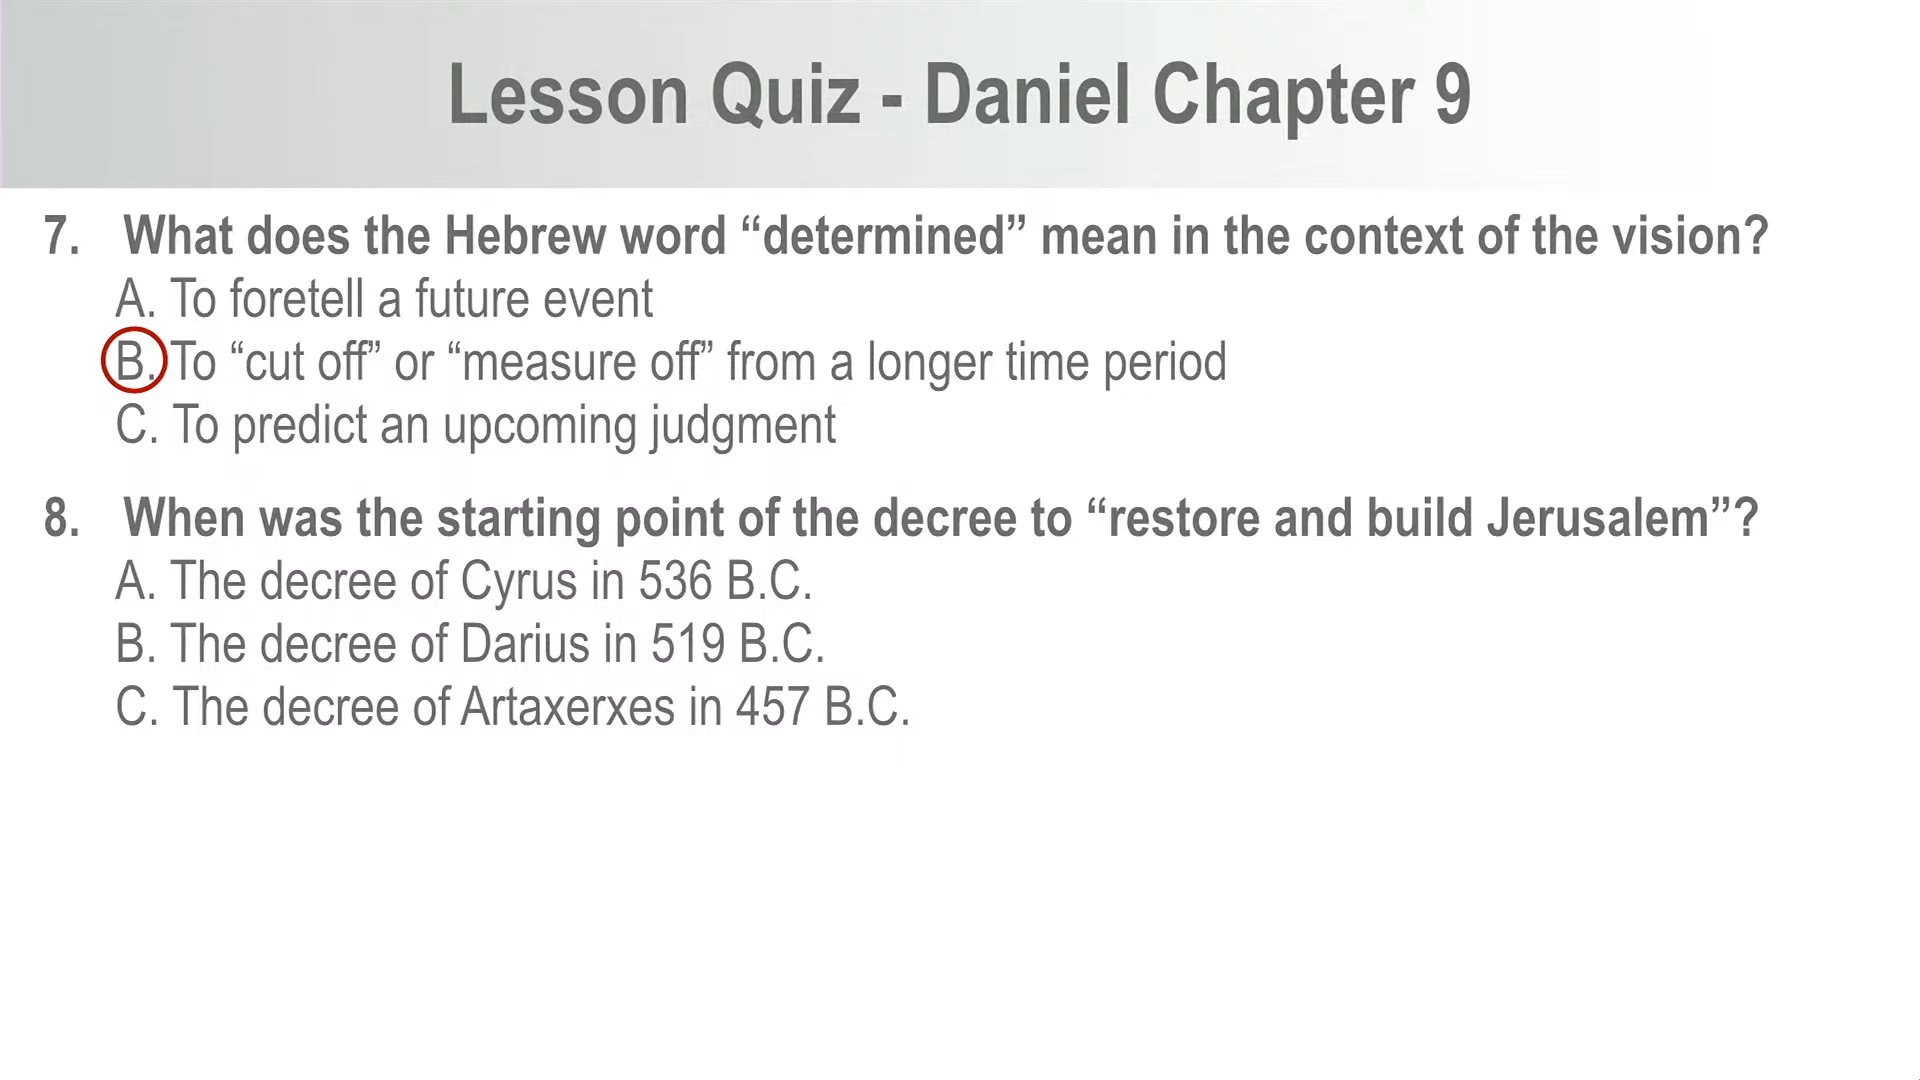 Lesson Quiz - Daniel Chapter 9
7. What does the Hebrew word “determined” mean in the context of the vision?
A. To foretell a future event
B. To “cut off” or “measure off” from a longer time period
C. To predict an upcoming judgment
8. When was the starting point of the decree to “restore and build Jerusalem”?
A. The decree of Cyrus in 536 B.C.
B. The decree of Darius in 519 B.C.
C. The decree of Artaxerxes in 457 B.C.